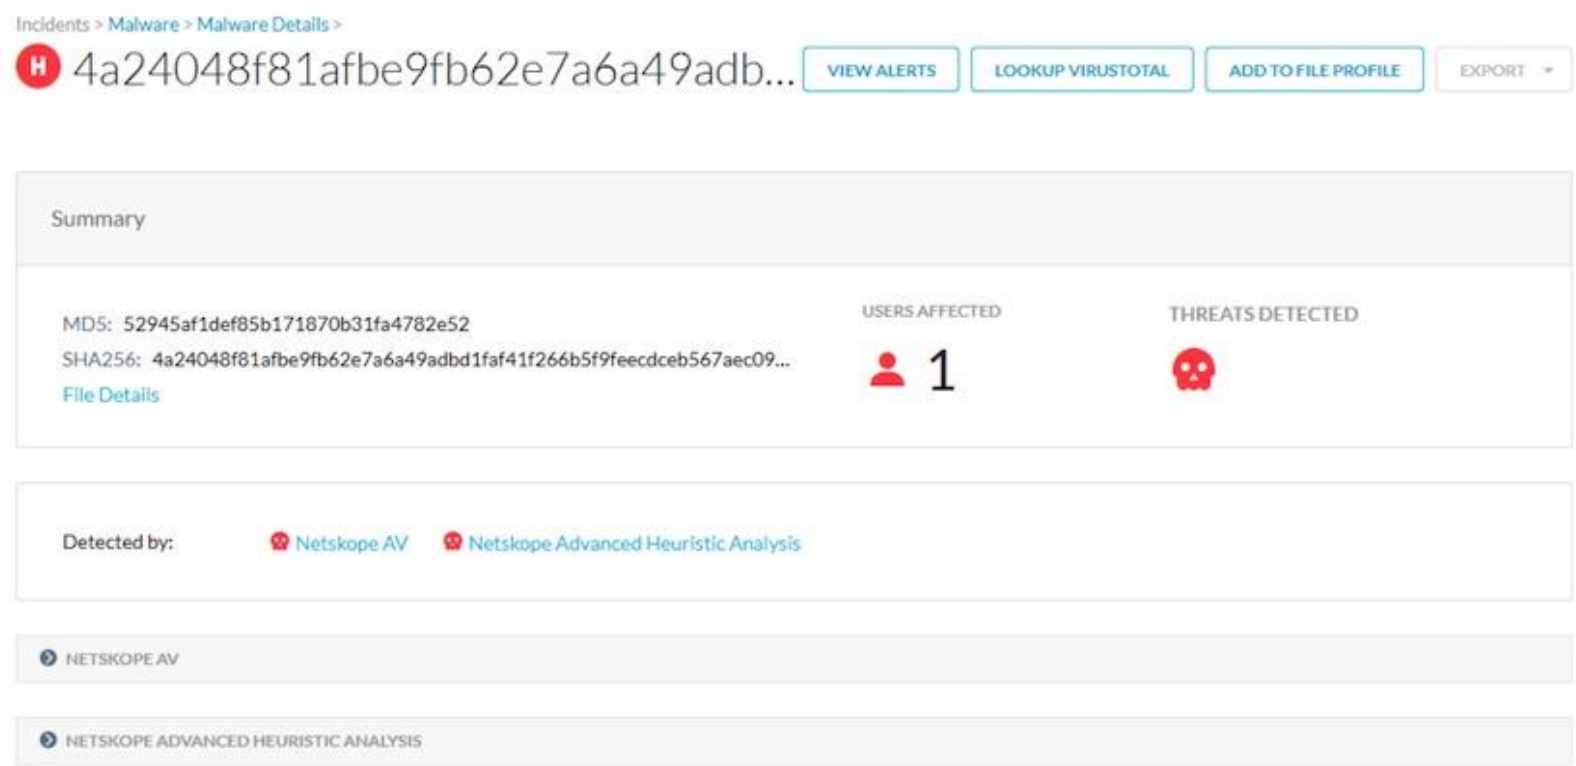 Incidents > Malware > Malware Details >
H 4a24048f81afbe9fb62e7a6a49adb... VIEW ALERTS LOOKUP VIRUSTOTAL ADD TO FILE PROFILE EXPORT
Summary
MD5: 52945af1def85b171870b31fa4782e52
SHA256: 4a24048f81afbe9fb62e7a6a49adbd1faf41f266b5f9feecdceb567aec09...
File Details
USERS AFFECTED
1
THREATS DETECTED
Detected by: Netskope AV Netskope Advanced Heuristic Analysis
NETSKOPE AV
NETSKOPE ADVANCED HEURISTIC ANALYSIS